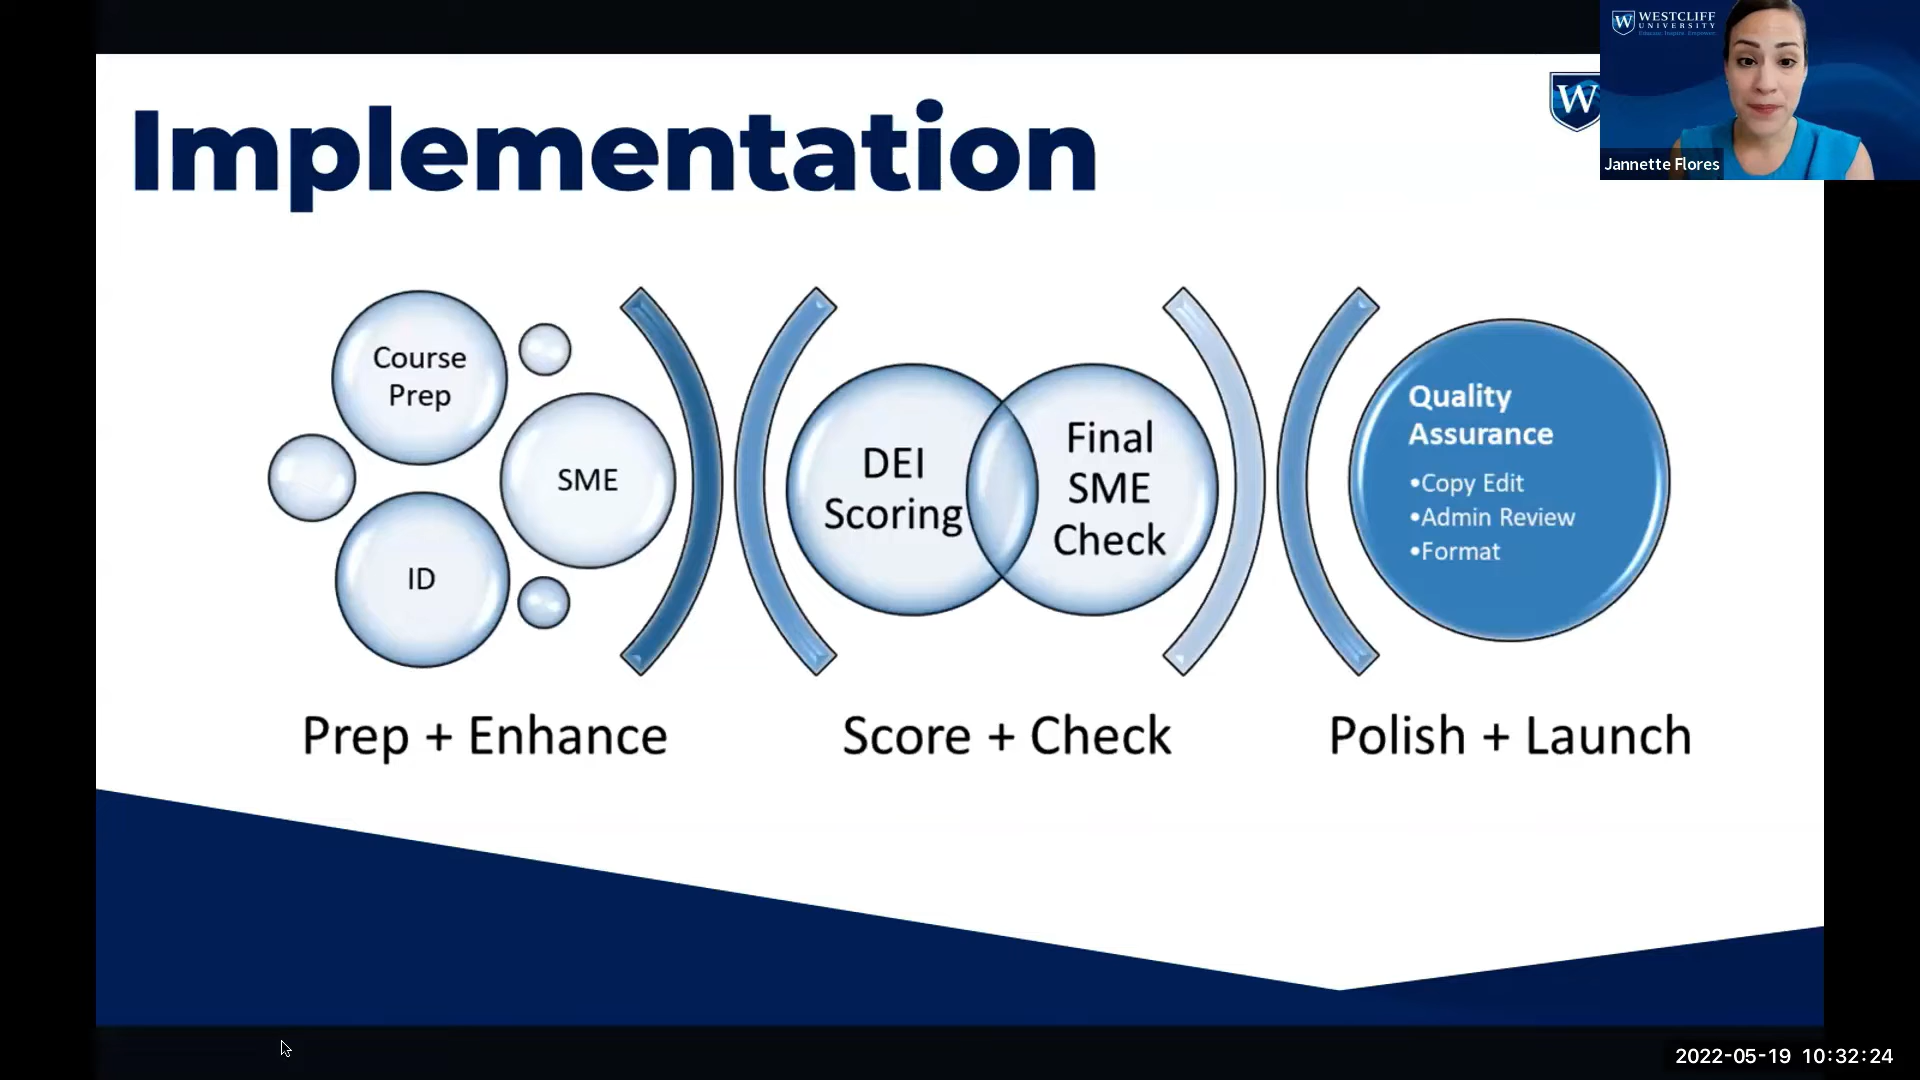 Implementation
W
W WESTCLIFF
UNIVERSITY
Educate. Inspire. Empower.
Jannette Flores
Course
Prep
SME
ID
DEI
Scoring
Final
SME
Check
Quality
Assurance
•Copy Edit
•Admin Review
•Format
Prep + Enhance
Score + Check
Polish + Launch
2022-05-19 10:32:24